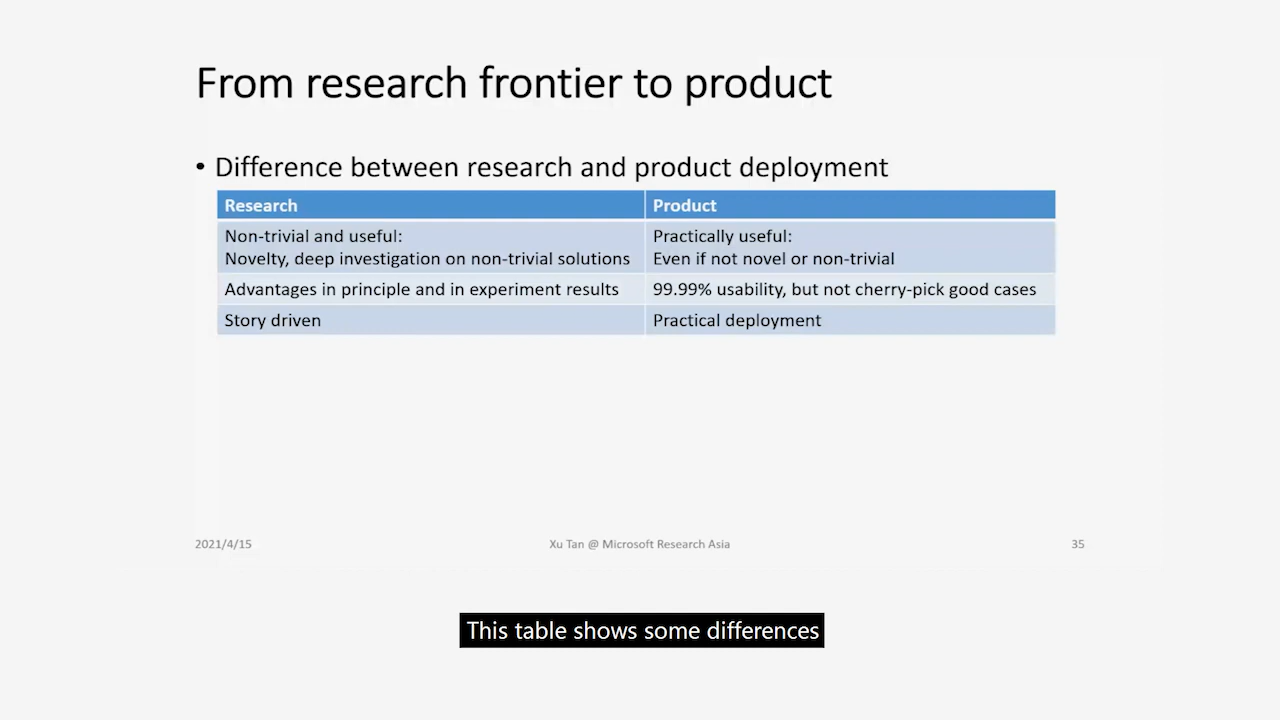 From research frontier to product
• Difference between research and product deployment
Research
Product
Non-trivial and useful:
Novelty, deep investigation on non-trivial solutions
Practically useful:
Even if not novel or non-trivial
Advantages in principle and in experiment results
99.99% usability, but not cherry-pick good cases
Story driven
Practical deployment
2021/4/15
Xu Tan @ Microsoft Research Asia
35
This table shows some differences